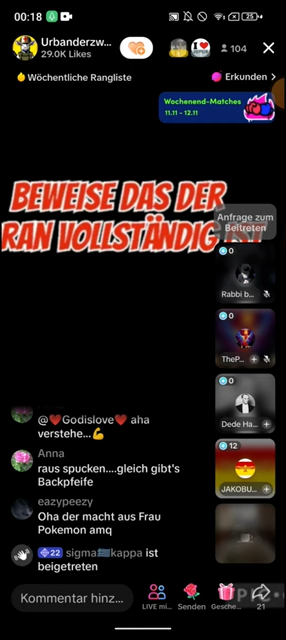 00:18
25
Urbanderzw...
29.0K Likes
104
Wöchentliche Rangliste
Erkunden >
Wochenend-Matches
11.11 - 12.11
BEWEISE DAS DER
RAN VOLLSTÄNDIG
Anfrage zum
Beitreten
0
Rabbi b...
0
TheP...
0
Dede Ha...
12
JAKOBU...
@❤️Godislove❤️ aha
verstehe...💪
Anna
raus spucken....gleich gibt's
Backpfeife
eazypeezy
Oha der macht aus Frau
Pokemon amq
22 sigma🇬🇷kappa ist
beigetreten
Kommentar hinz...
LIVE mi...
Senden
Gesche...
21